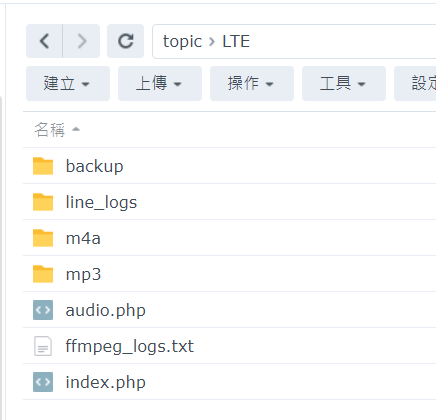 topic › LTE
建立 上傳 操作 工具 設定
名稱
backup
line_logs
m4a
mp3
audio.php
ffmpeg_logs.txt
index.php